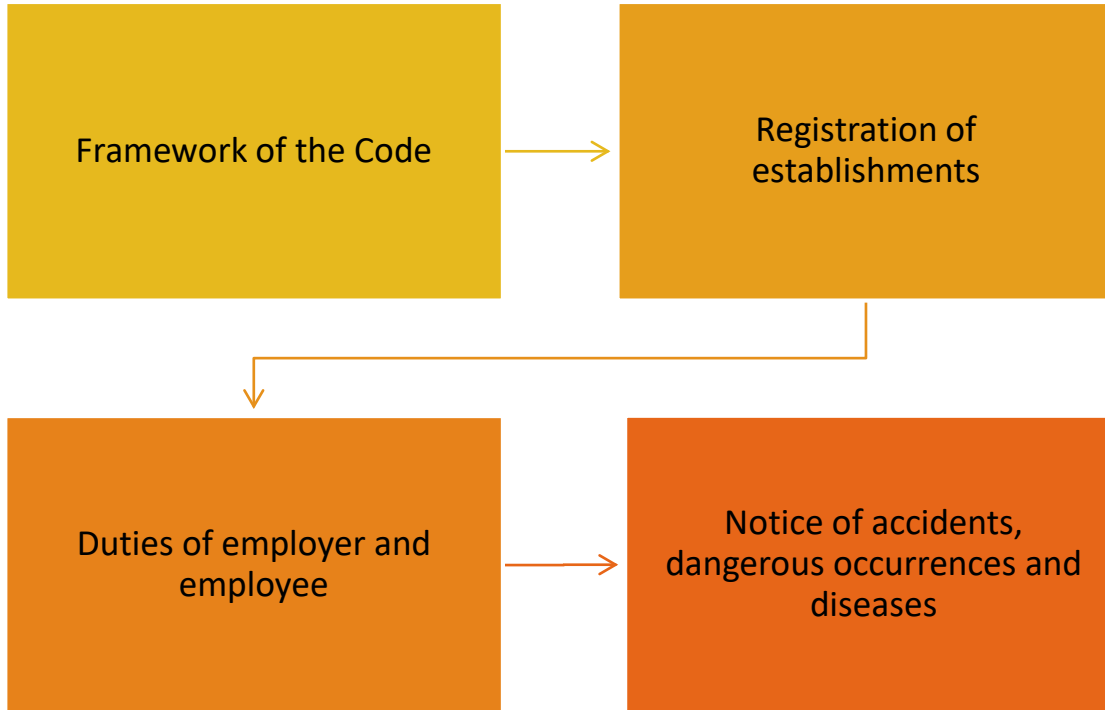 Framework of the Code
Registration of
establishments
Duties of employer and
employee
Notice of accidents,
dangerous occurrences and
diseases